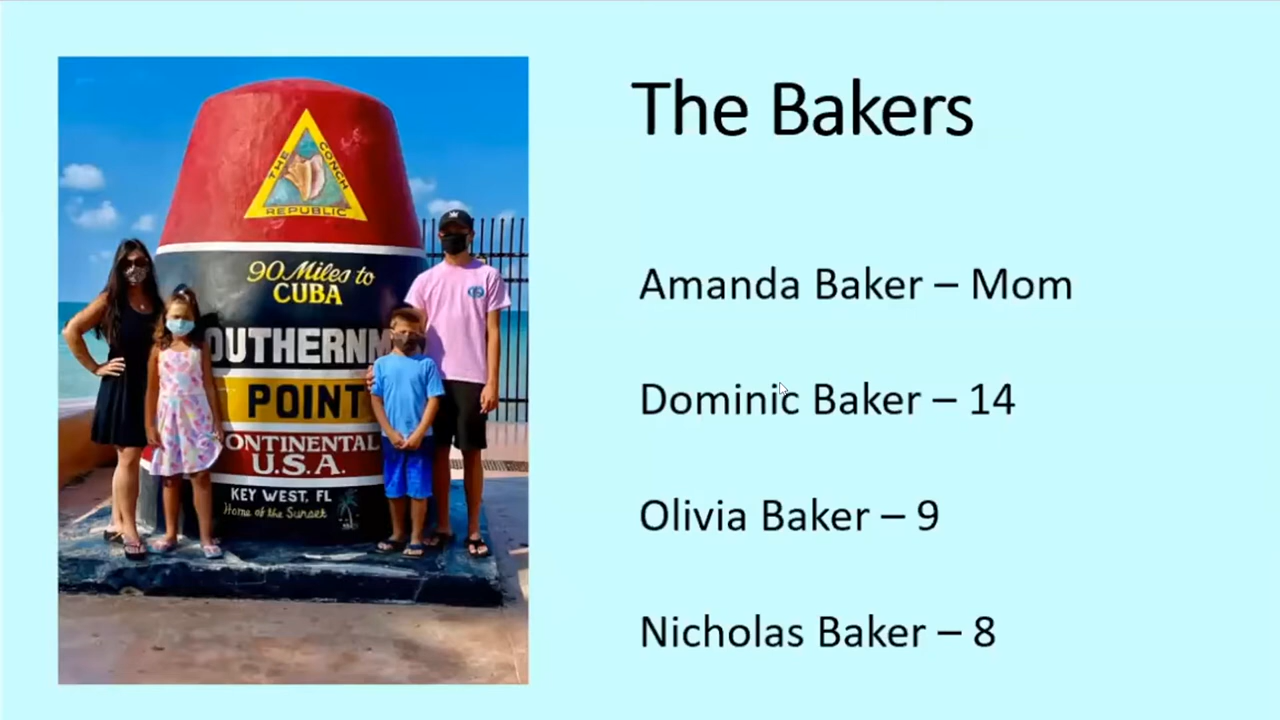 The Bakers
Amanda Baker – Mom
Dominic Baker – 14
Olivia Baker – 9
Nicholas Baker – 8
THE CONCH
REPUBLIC
90 Miles to
CUBA
OUTHERNM
POINT
ONTINENTAL
U.S.A.
KEY WEST, FL
Home of the Sunset